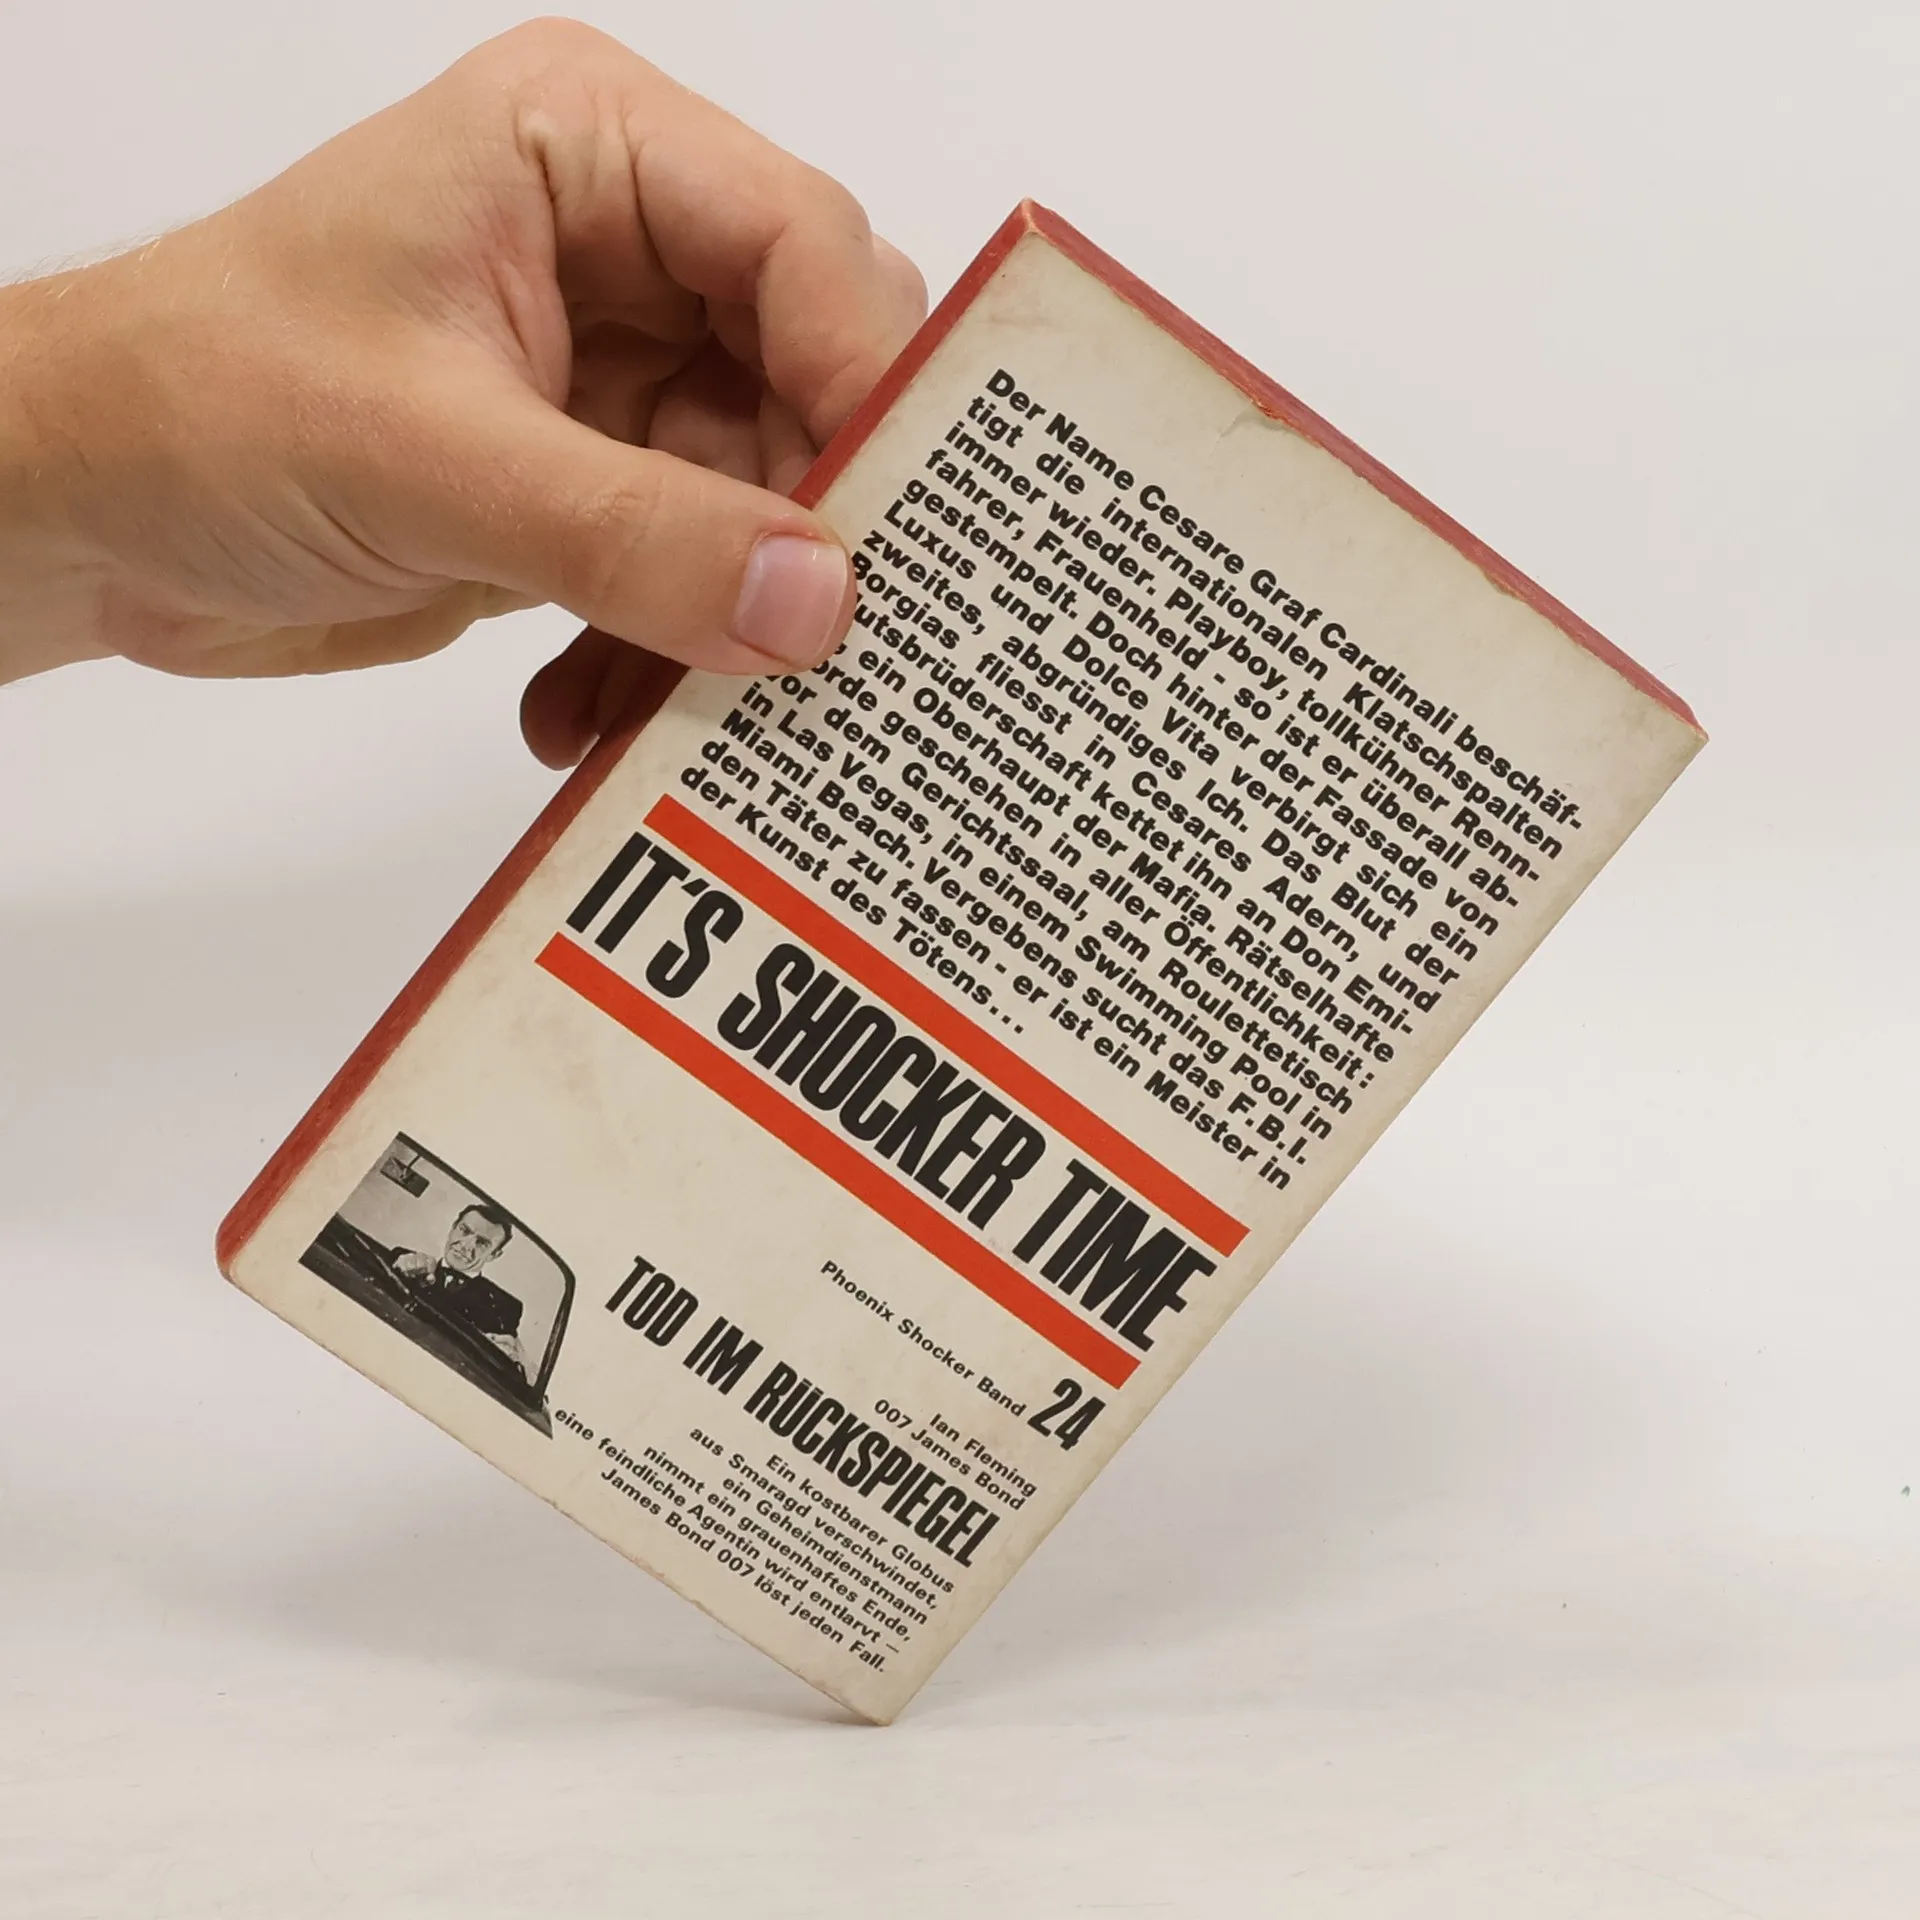 Der Name Cesare Graf Cardinali beschäf-
tigt die internationalen Klatschspalten
immer wieder. Playboy, tollkühner Renn-
fahrer, Frauenheld - so ist er überall ab-
gestempelt. Doch hinter der Fassade von
Luxus und Dolce Vita verbirgt sich ein
zweites, abgründiges Ich. Das Blut der
Borgias fliesst in Cesares Adern, und
utsbrüderschaft kettet ihn an Don Emi-
ein Oberhaupt der Mafia. Rätselhafte
orde geschehen in aller Öffentlichkeit:
vor dem Gerichtssaal, am Roulettetisch
in Las Vegas, in einem Swimming Pool in
Miami Beach. Vergebens sucht das F.B.I.
den Täter zu fassen - er ist ein Meister in
der Kunst des Tötens...
IT'S SHOCKER TIME
Phoenix Shocker Band 24
Ian Fleming
007 James Bond
TOD IM RÜCKSPIEGEL
Ein kostbarer Globus
aus Smaragd verschwindet,
ein Geheimdienstmann
nimmt ein grauenhaftes Ende,
eine feindliche Agentin wird entlarvt –
James Bond 007 löst jeden Fall.